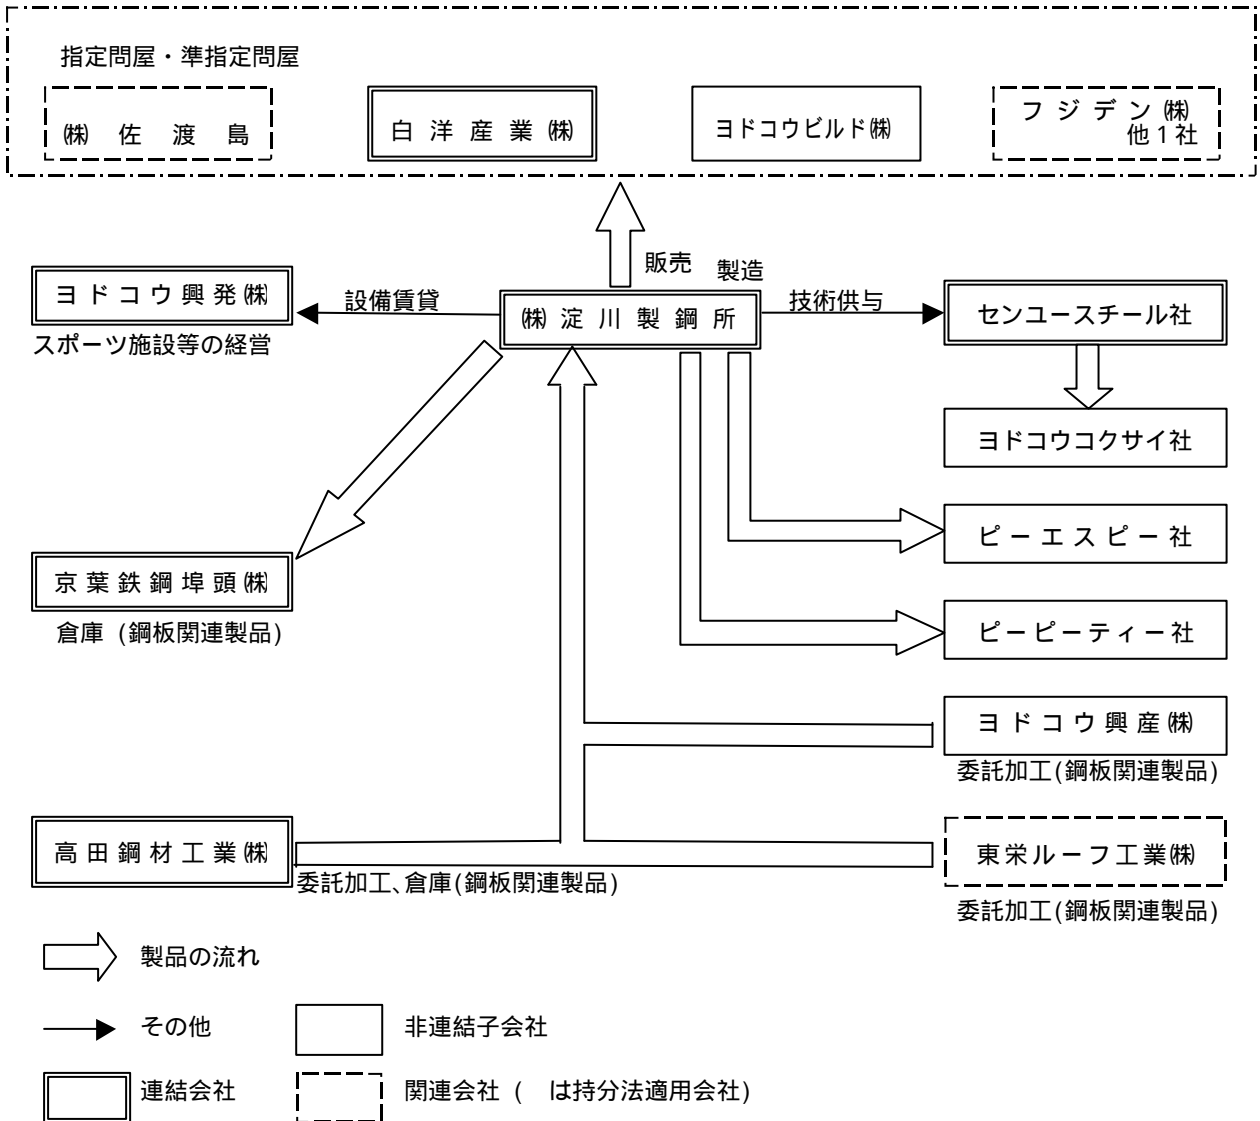 指定問屋・準指定問屋
㈱ 佐 渡 島
白 洋 産 業 ㈱
ヨドコウビルド㈱
フ ジ デ ン ㈱
他1社
販売
製造
ヨ ド コ ウ 興 発 ㈱
設備賃貸
㈱ 淀 川 製 鋼 所
技術供与
センユースチール社
スポーツ施設等の経営
ヨドコウコクサイ社
ピ ー エ ス ピ ー 社
京 葉 鉄 鋼 埠 頭 ㈱
倉庫 (鋼板関連製品)
ピ ー ピ ー テ ィ ー 社
ヨ ド コ ウ 興 産 ㈱
委託加工(鋼板関連製品)
高 田 鋼 材 工 業 ㈱
委託加工、倉庫(鋼板関連製品)
東栄ルーフ工業㈱
委託加工(鋼板関連製品)
製品の流れ
その他
非連結子会社
連結会社
関連会社 ( は持分法適用会社)